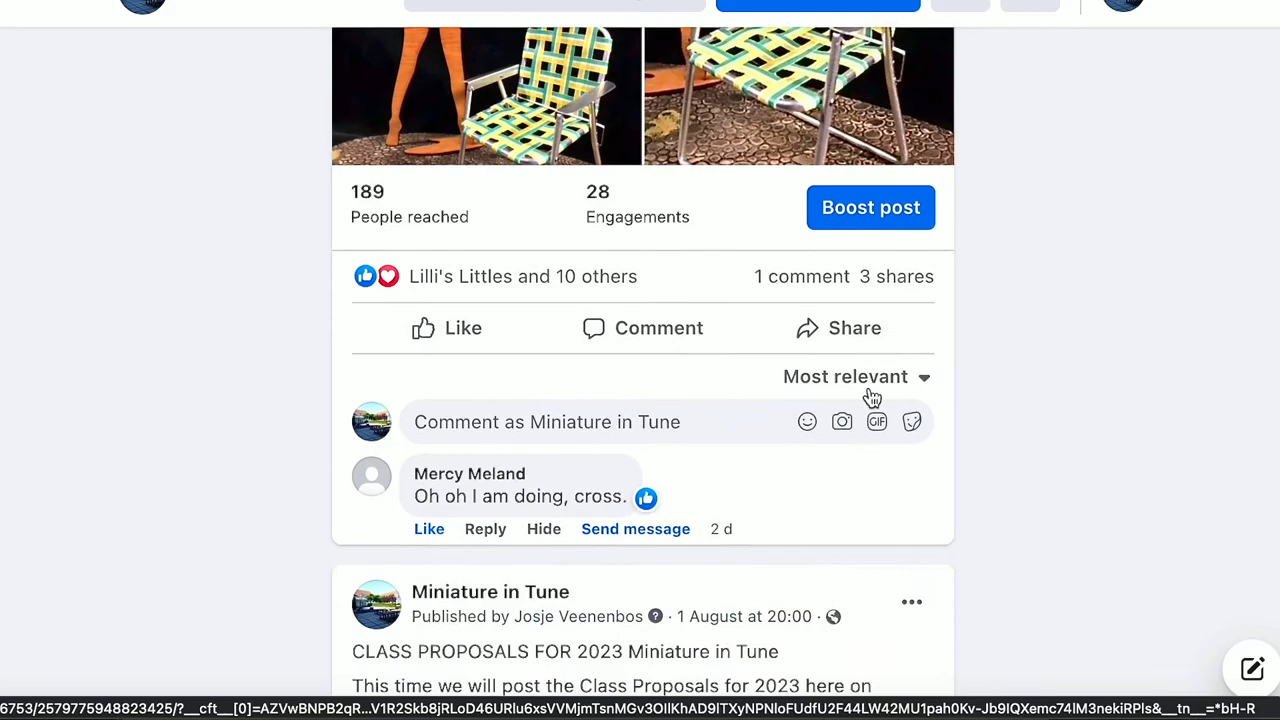 189
People reached
28
Engagements
Boost post
Lilli's Littles and 10 others
1 comment 3 shares
Like
Comment
Share
Most relevant
Comment as Miniature in Tune
GIF
Mercy Meland
Oh oh I am doing, cross.
Like Reply Hide Send message 2 d
Miniature in Tune
Published by Josje Veenenbos ? · 1 August at 20:00 ·
CLASS PROPOSALS FOR 2023 Miniature in Tune
This time we will post the Class Proposals for 2023 here on